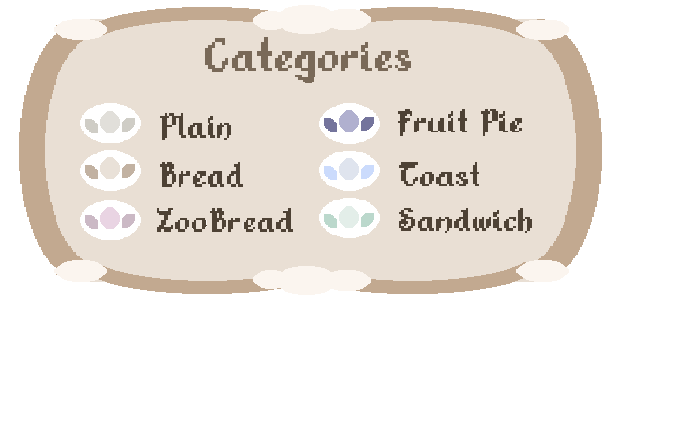 Categories
Plain
Bread
ZooBread
Fruit Pie
Toast
Sandwich